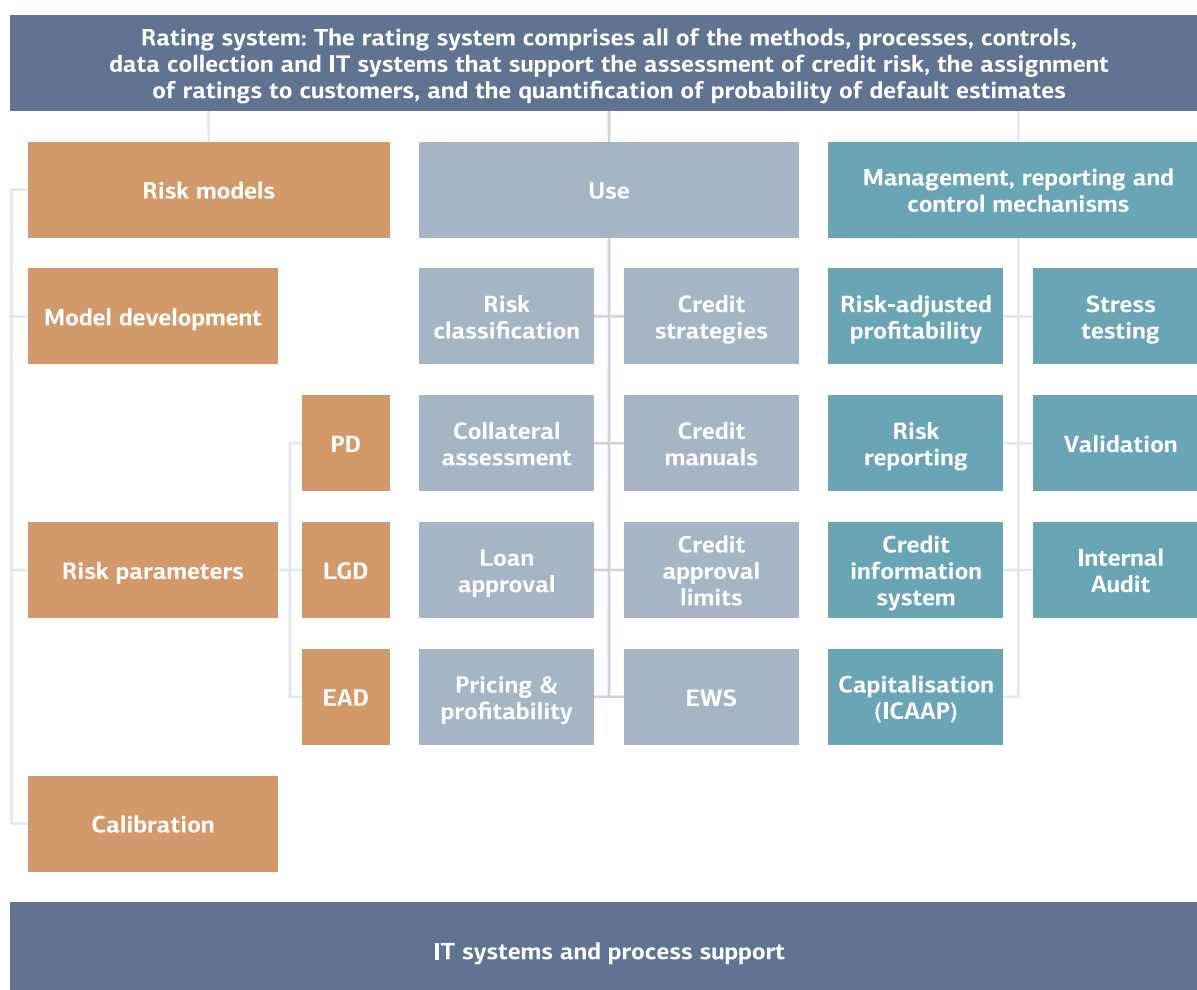 Rating system: The rating system comprises all of the methods, processes, controls,
data collection and IT systems that support the assessment of credit risk, the assignment
of ratings to customers, and the quantification of probability of default estimates
Risk models
Use
Management, reporting and
control mechanisms
Model development
Risk
classification
Credit
strategies
Risk-adjusted
profitability
Stress
testing
PD
Collateral
assessment
Credit
manuals
Risk
reporting
Validation
Risk parameters
LGD
Loan
approval
Credit
approval
limits
Credit
information
system
Internal
Audit
EAD
Pricing &
profitability
EWS
Capitalisation
(ICAAP)
Calibration
IT systems and process support